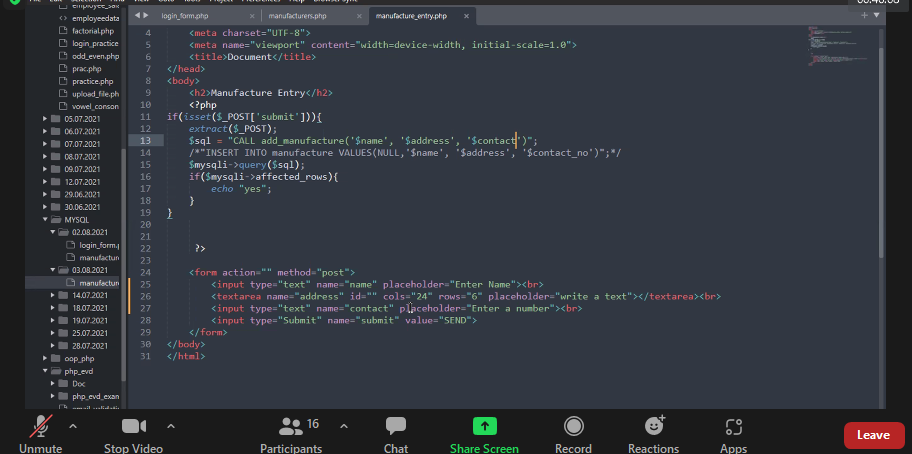 login_form.php
manufacturers.php
manufacture_entry.php
employeedata
factorial.php
login_practice
odd_even.php
prac.php
practice.php
upload_file.ph
vowel_conson
05.07.2021
06.07.2021
07.07.2021
08.07.2021
09.07.2021
12.07.2021
29.06.2021
30.06.2021
MYSQL
02.08.2021
login_form.p
manufactur
03.08.2021
manufactur
14.07.2021
18.07.2021
19.07.2021
25.07.2021
28.07.2021
oop_php
php_evd
Doc
php_evd_exam
4 <meta charset="UTF-8">
5 <meta name="viewport" content="width=device-width, initial-scale=1.0">
6 <title>Document</title>
7 </head>
8 <body>
9 <h2>Manufacture Entry</h2>
10 <?php
11 if(isset($_POST['submit'])){
12 extract($_POST);
13 $sql = "CALL add_manufacture('$name', '$address', '$contact')";
14 /*"INSERT INTO manufacture VALUES(NULL,'$name', '$address', '$contact_no')";*/
15 $mysqli->query($sql);
16 if($mysqli->affected_rows){
17 echo "yes";
18 }
19 }
20
21
22 ?>
23
24 <form action="" method="post">
25 <input type="text" name="name" placeholder="Enter Name"><br>
26 <textarea name="address" id="" cols="24" rows="6" placeholder="write a text"></textarea><br>
27 <input type="text" name="contact" placeholder="Enter a number"><br>
28 <input type="Submit" name="submit" value="SEND">
29 </form>
30 </body>
31 </html>
Unmute
Stop Video
16
Participants
Chat
Share Screen
Record
Reactions
Apps
Leave